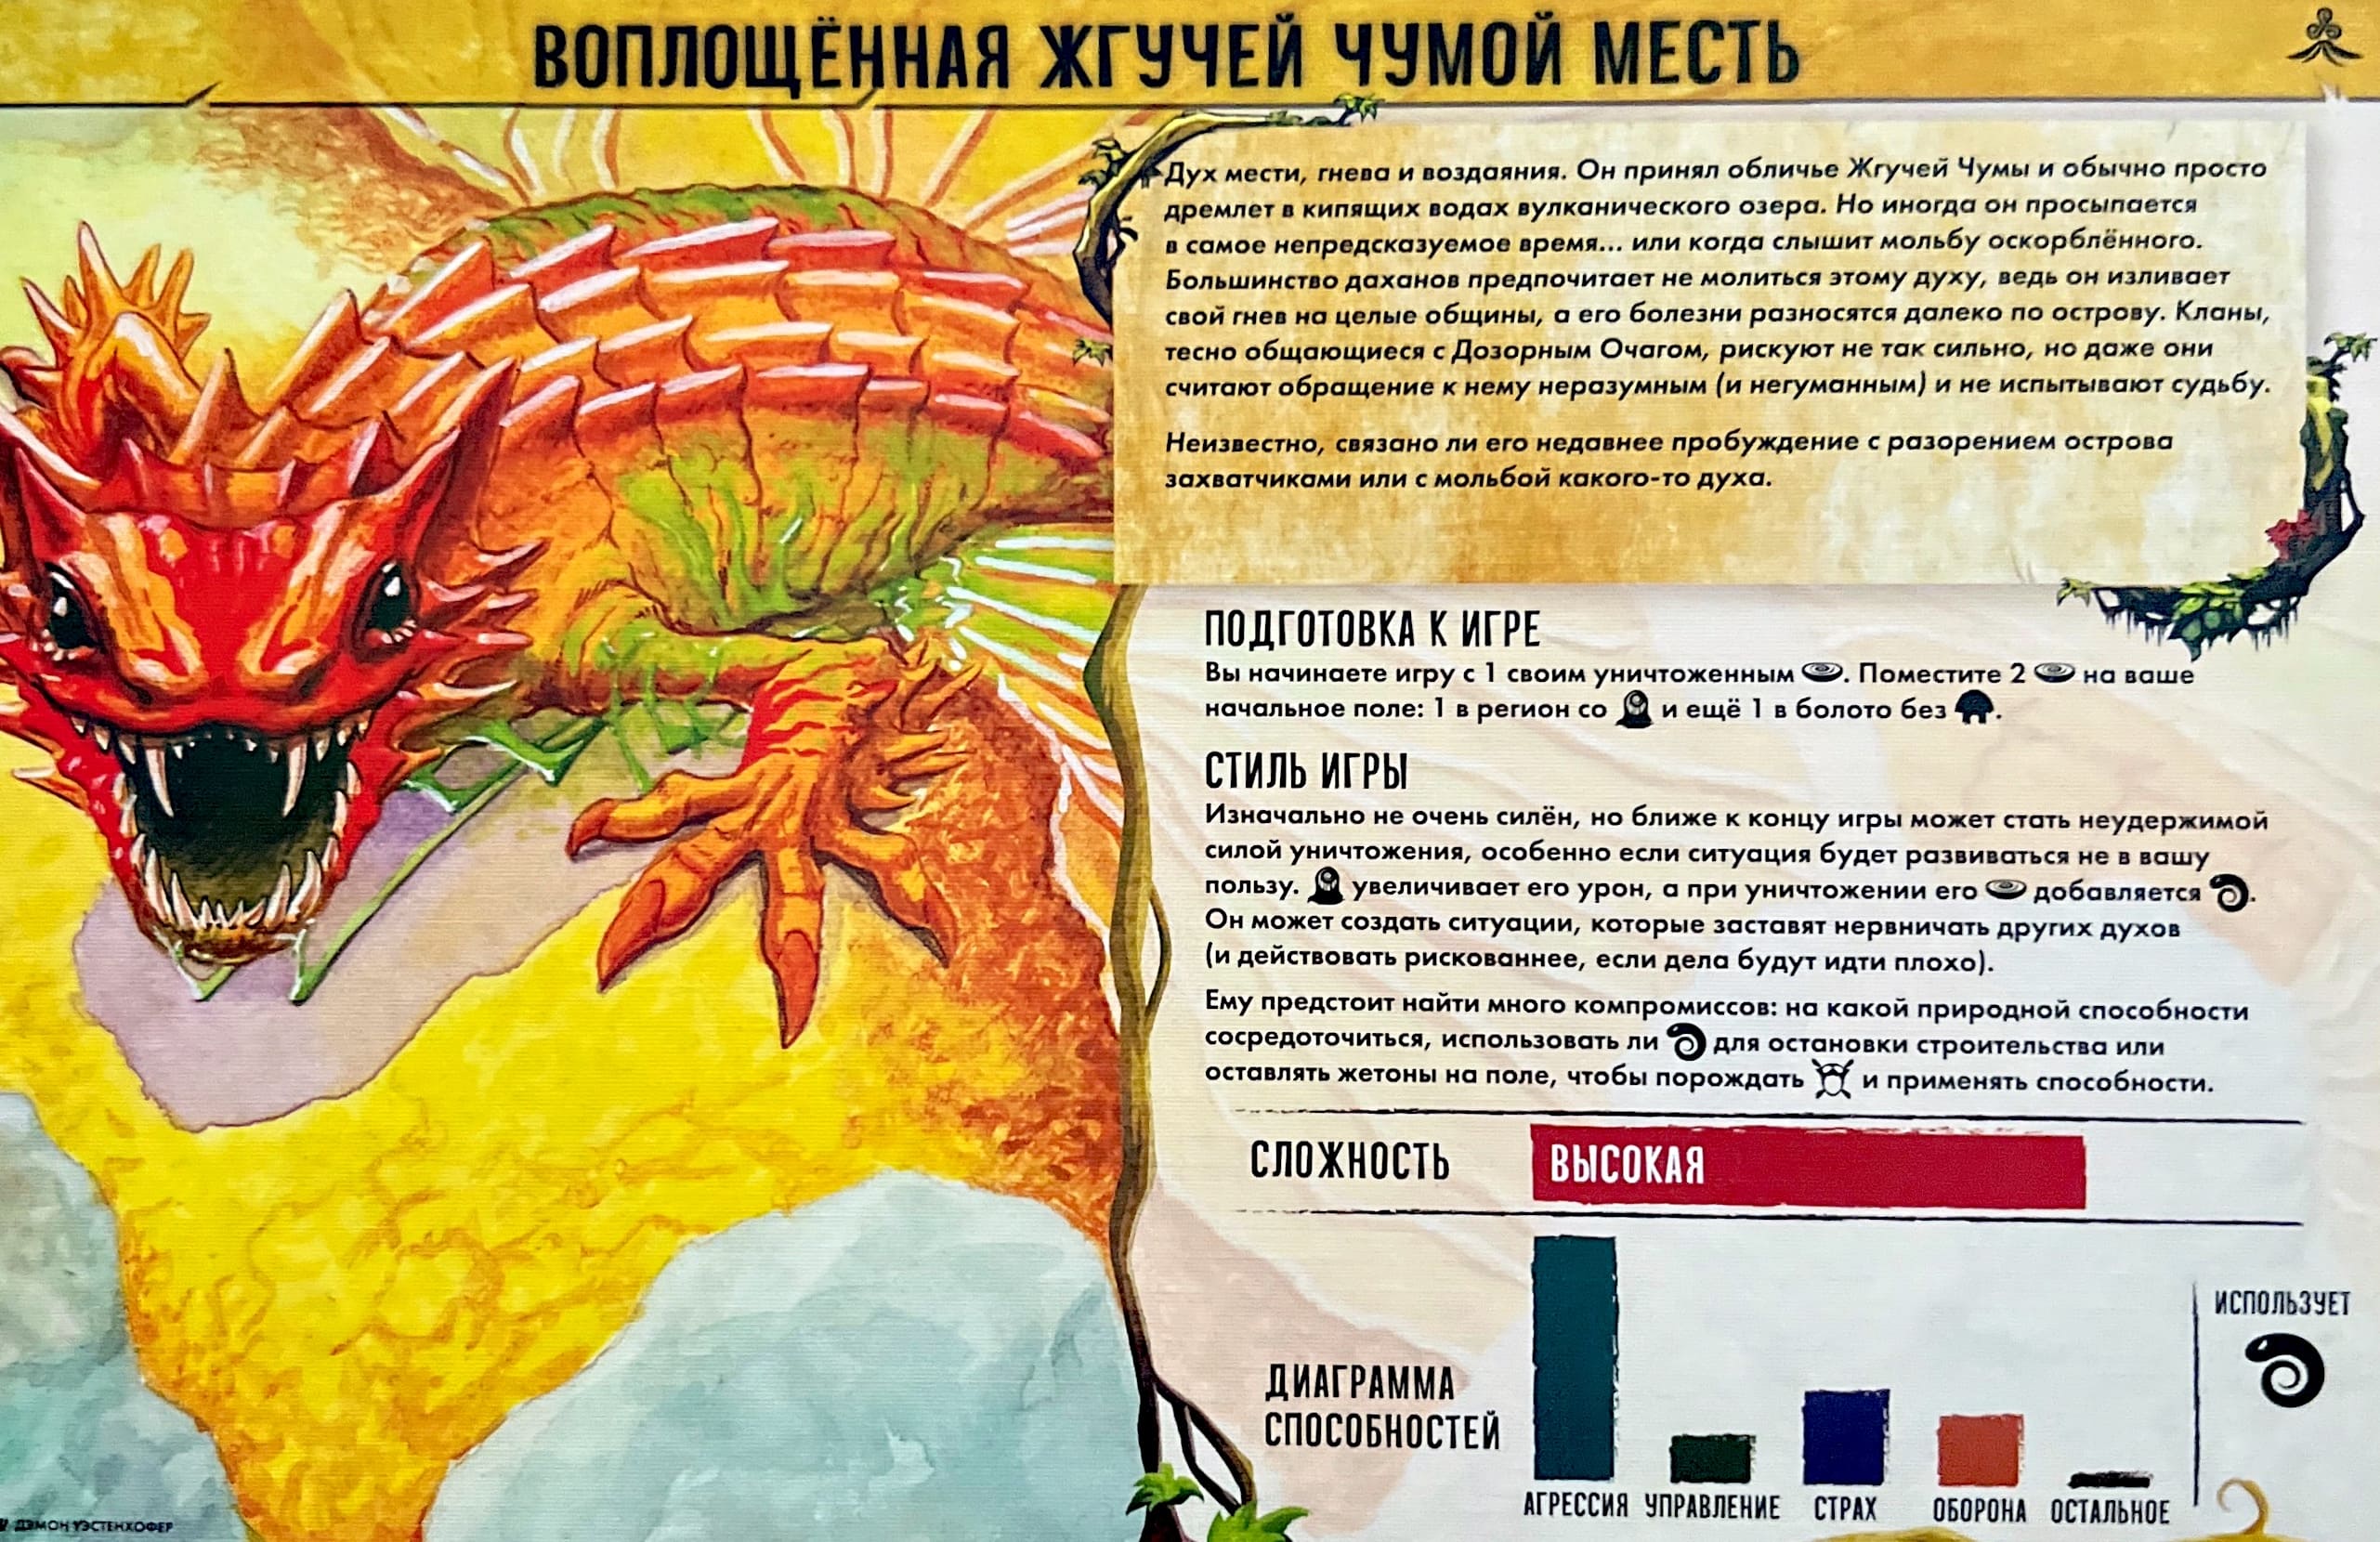 ВОПЛОЩЁННАЯ ЖГУЧЕЙ ЧУМОЙ МЕСТЬ
Дух мести, гнева и воздаяния. Он принял обличье Жгучей Чумы и обычно просто
дремлет в кипящих водах вулканического озера. Но иногда он просыпается
в самое непредсказуемое время... или когда слышит мольбу оскорблённого.
Большинство даханов предпочитает не молиться этому духу, ведь он изливает
свой гнев на целые общины, а его болезни разносятся далеко по острову. Кланы,
тесно общающиеся с Дозорным Очагом, рискуют не так сильно, но даже они
считают обращение к нему неразумным (и негуманным) и не испытывают судьбу.
Неизвестно, связано ли его недавнее пробуждение с разорением острова
захватчиками или с мольбой какого-то духа.
ПОДГОТОВКА К ИГРЕ
Вы начинаете игру с 1 своим уничтоженным . Поместите 2 на ваше
начальное поле: 1 в регион со и ещё 1 в болото без .
СТИЛЬ ИГРЫ
Изначально не очень силён, но ближе к концу игры может стать неудержимой
силой уничтожения, особенно если ситуация будет развиваться не в вашу
пользу. увеличивает его урон, а при уничтожении его добавляется .
Он может создать ситуации, которые заставят нервничать других духов
(и действовать рискованнее, если дела будут идти плохо).
Ему предстоит найти много компромиссов: на какой природной способности
сосредоточиться, использовать ли для остановки строительства или
оставлять жетоны на поле, чтобы порождать и применять способности.
СЛОЖНОСТЬ ВЫСОКАЯ
ДИАГРАММА
СПОСОБНОСТЕЙ
АГРЕССИЯ УПРАВЛЕНИЕ СТРАХ ОБОРОНА ОСТАЛЬНОЕ
ИСПОЛЬЗУЕТ
ДЭМОН УЭСТЕНХОФЕР